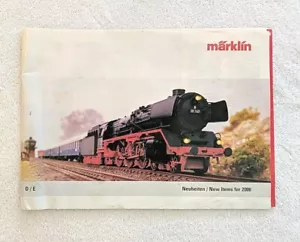 märklin
D / E
Neuheiten / New Items for 2006